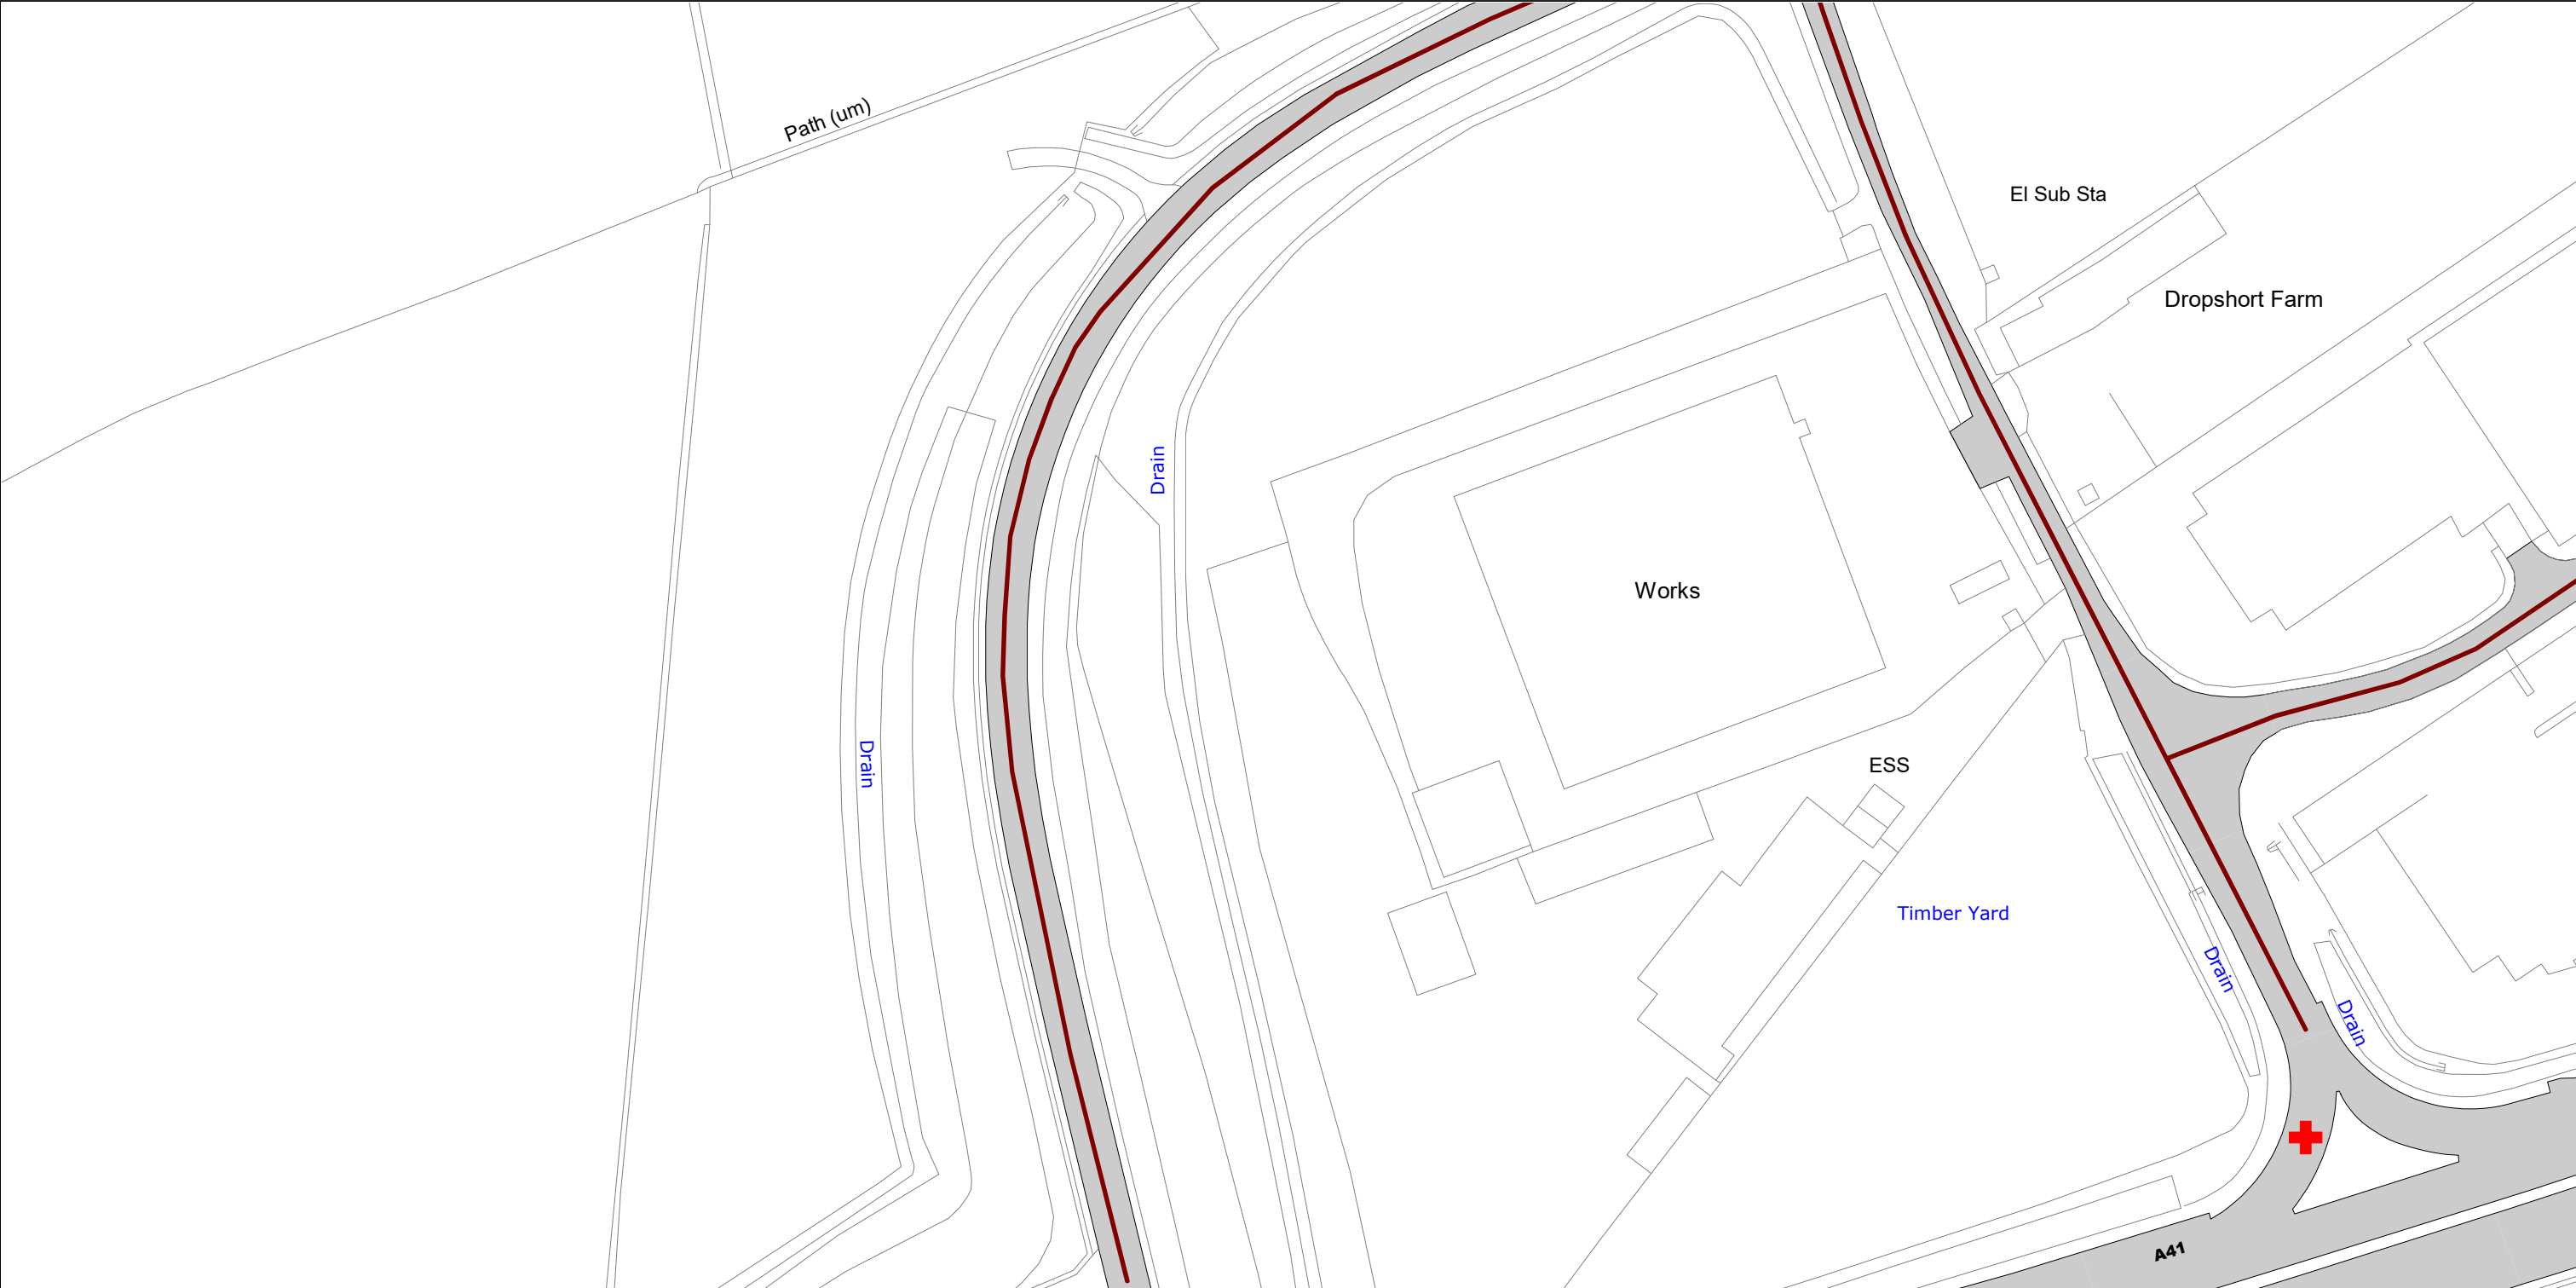 Path (um)
El Sub Sta
Dropshort Farm
Drain
Works
Drain
ESS
Timber Yard
Drain
Drain
A41